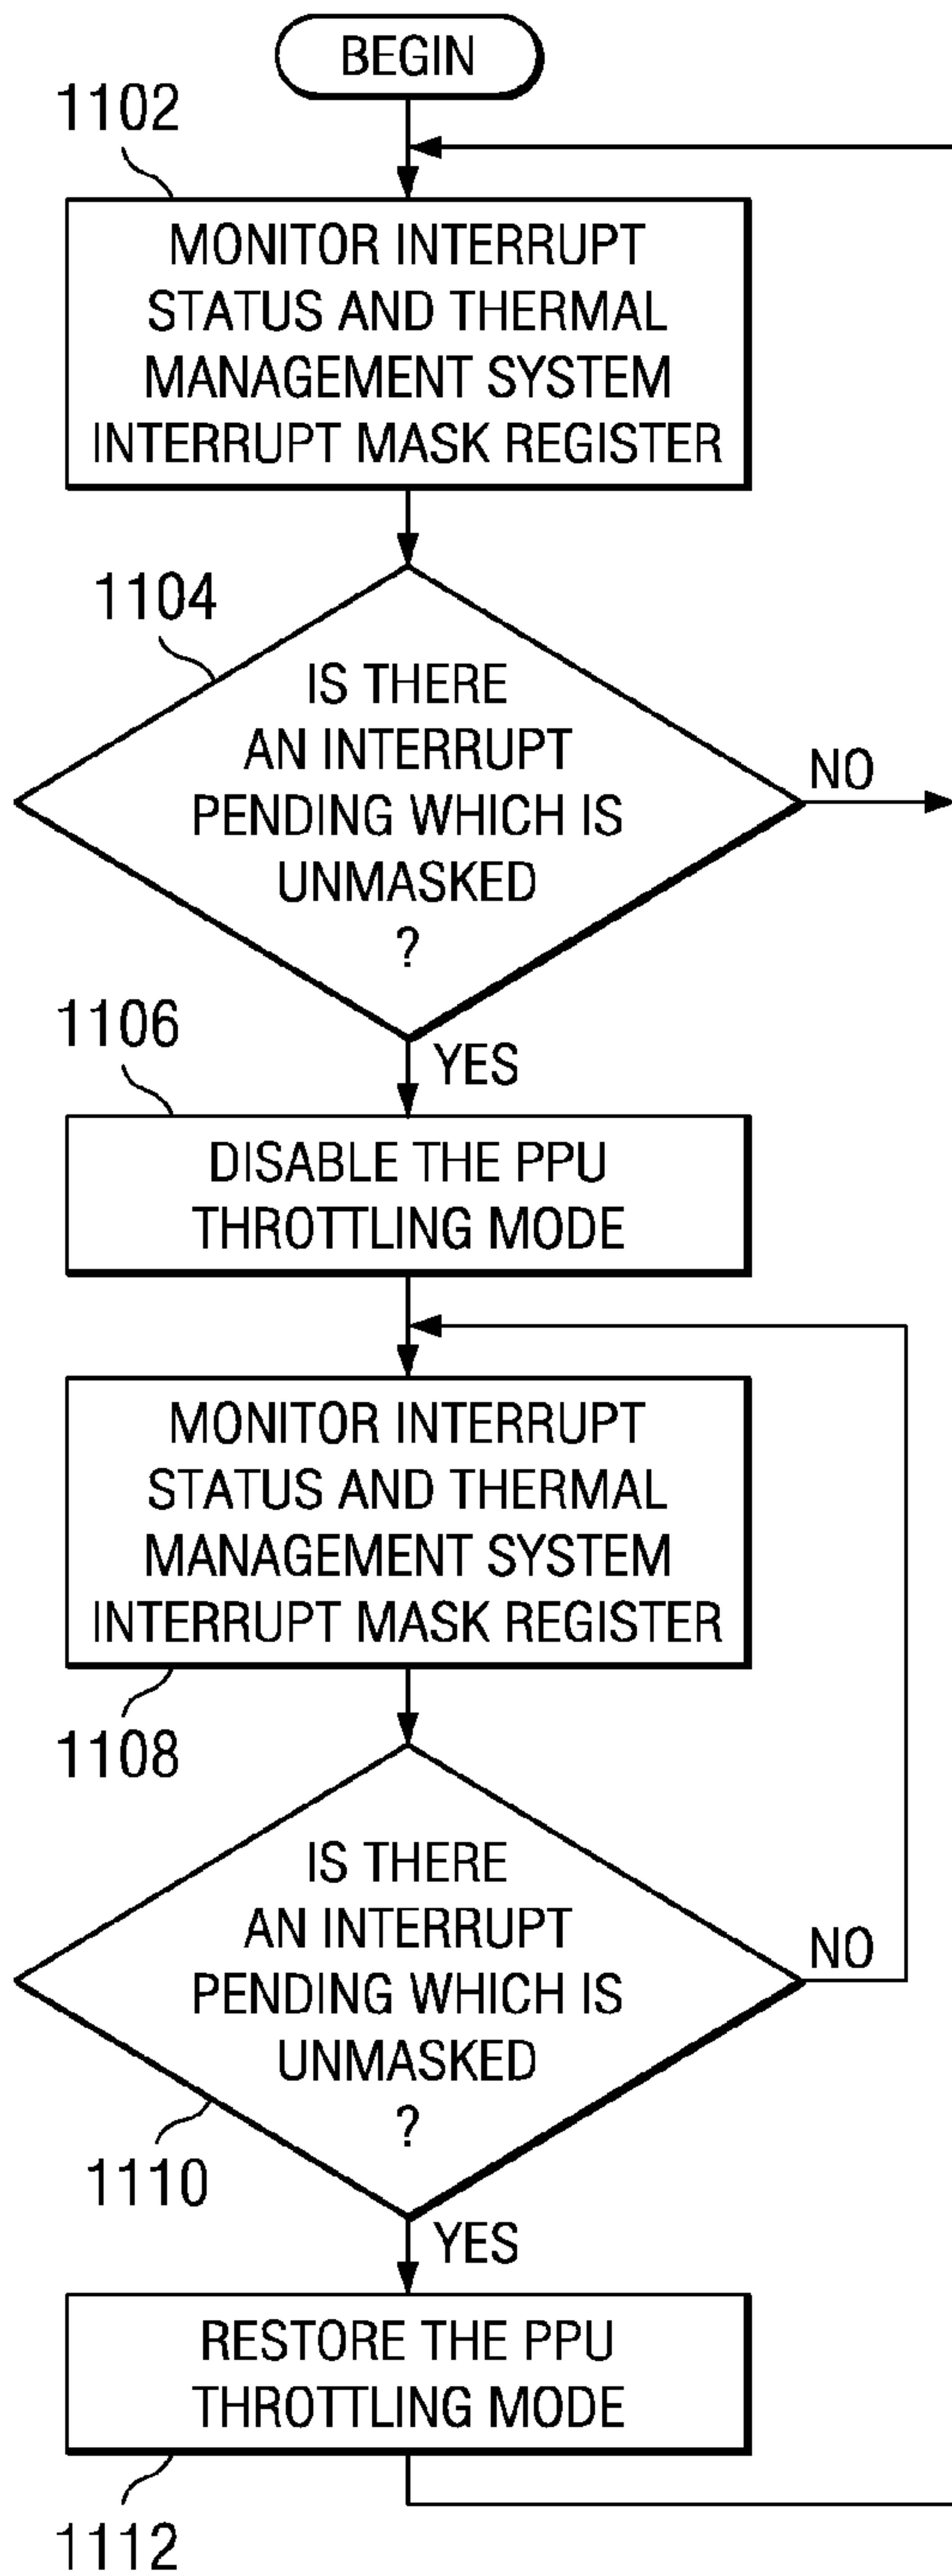 BEGIN
1102
MONITOR INTERRUPT
STATUS AND THERMAL
MANAGEMENT SYSTEM
INTERRUPT MASK REGISTER
1104
IS THERE
AN INTERRUPT
PENDING WHICH IS
UNMASKED
?
NO
YES
1106
DISABLE THE PPU
THROTTLING MODE
MONITOR INTERRUPT
STATUS AND THERMAL
MANAGEMENT SYSTEM
INTERRUPT MASK REGISTER
1108
IS THERE
AN INTERRUPT
PENDING WHICH IS
UNMASKED
?
NO
1110
YES
RESTORE THE PPU
THROTTLING MODE
1112